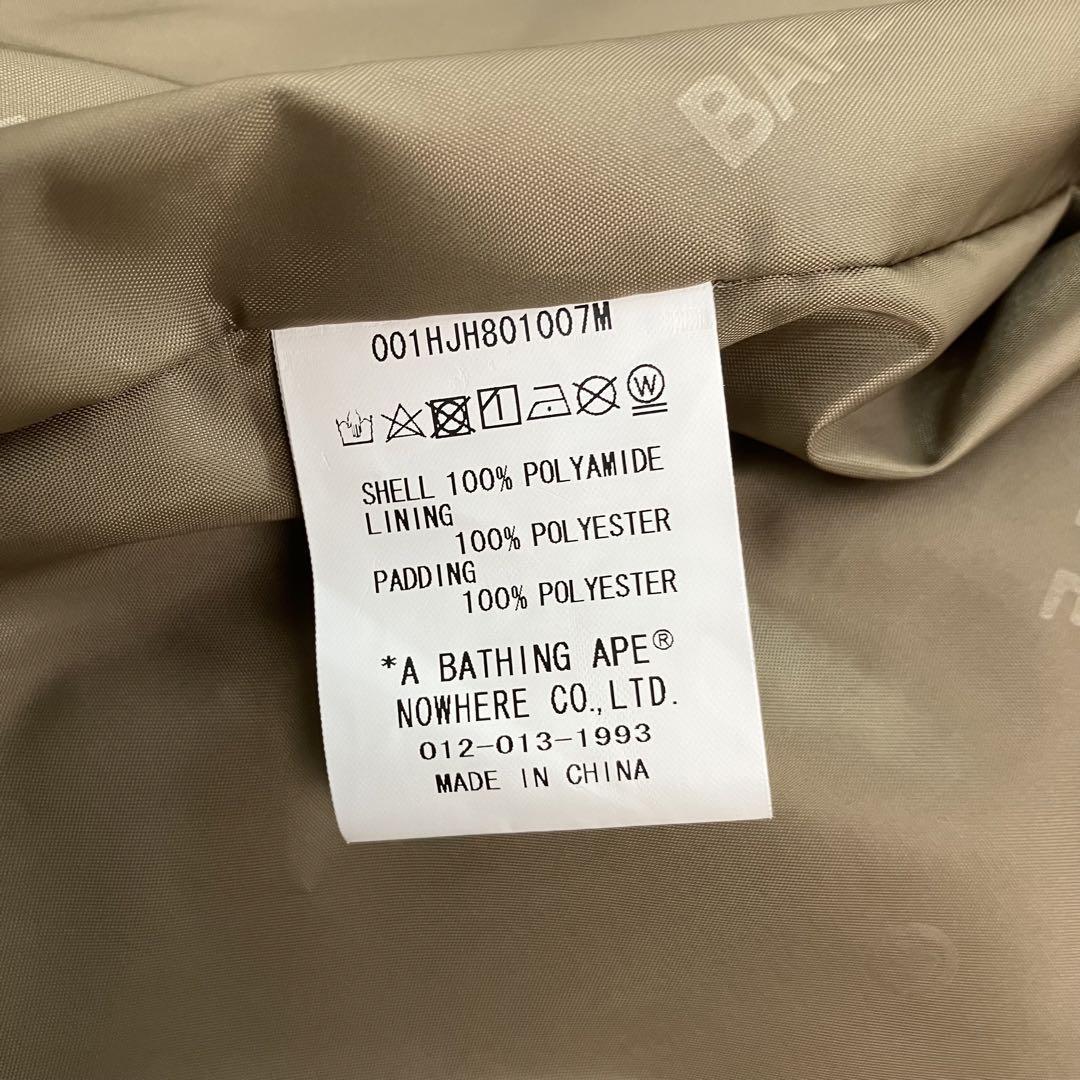 BAP
001HJH801007M
W
SHELL 100% POLYAMIDE
LINING
100% POLYESTER
PADDING
100% POLYESTER
*A BATHING APE®
NOWHERE CO.,LTD.
012-013-1993
MADE IN CHINA